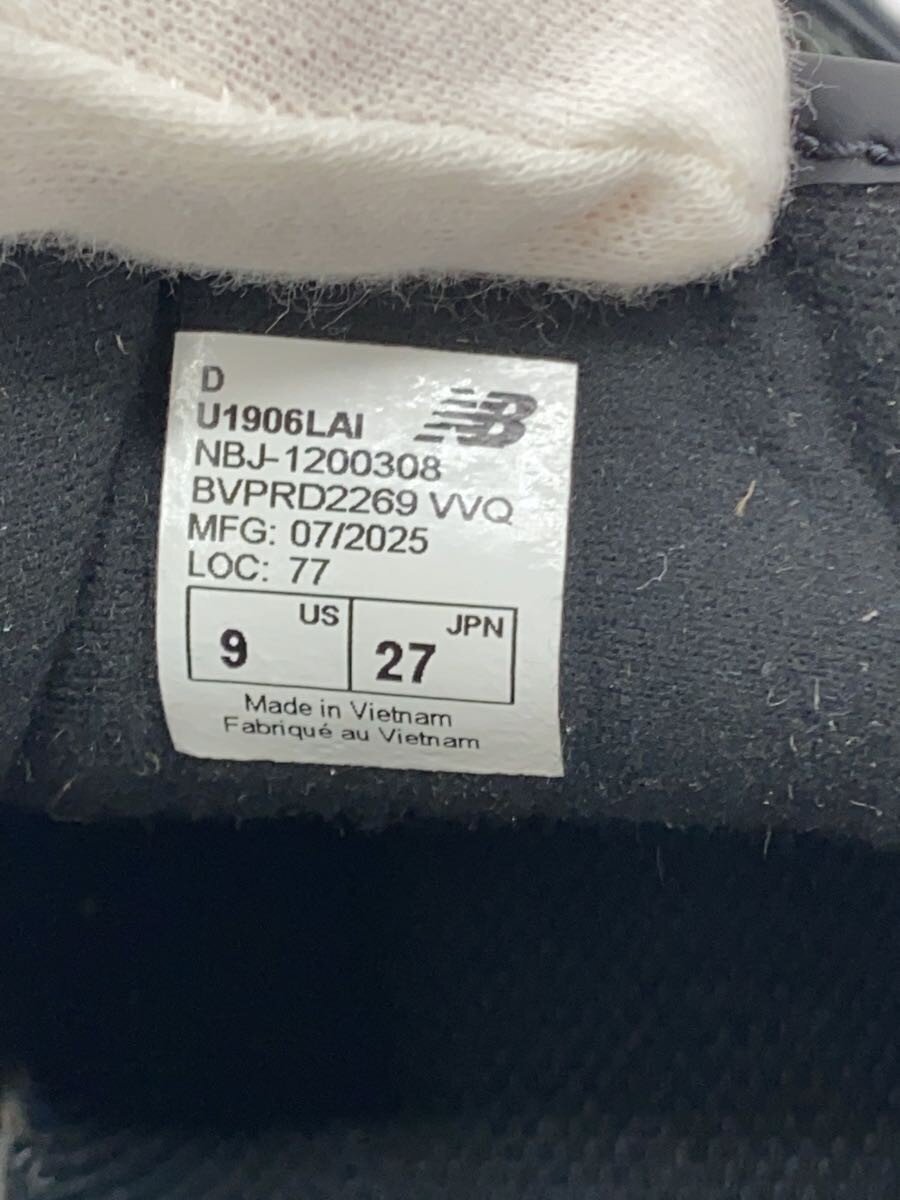 D
U1906LAI
NB
NBJ-1200308
BVPRD2269 VVQ
MFG: 07/2025
LOC: 77
US JPN
9 27
Made in Vietnam
Fabriqué au Vietnam